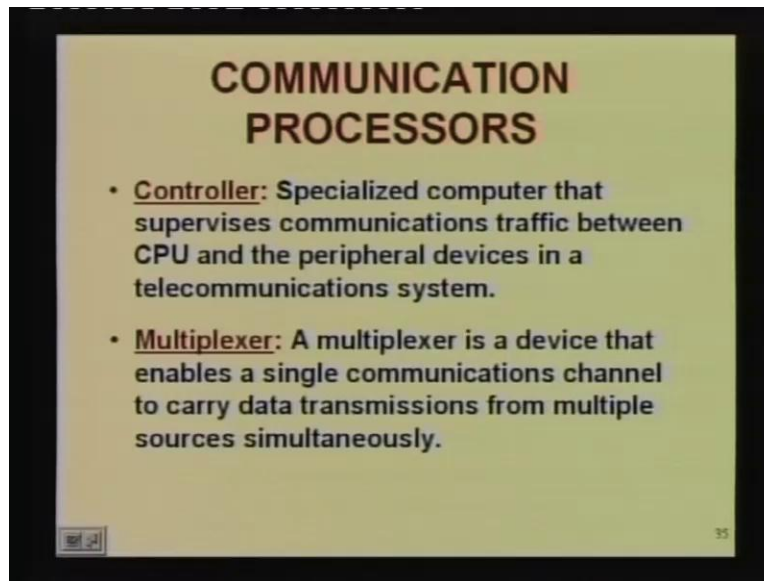 COMMUNICATION
PROCESSORS
• Controller: Specialized computer that
supervises communications traffic between
CPU and the peripheral devices in a
telecommunications system.
• Multiplexer: A multiplexer is a device that
enables a single communications channel
to carry data transmissions from multiple
sources simultaneously.
35